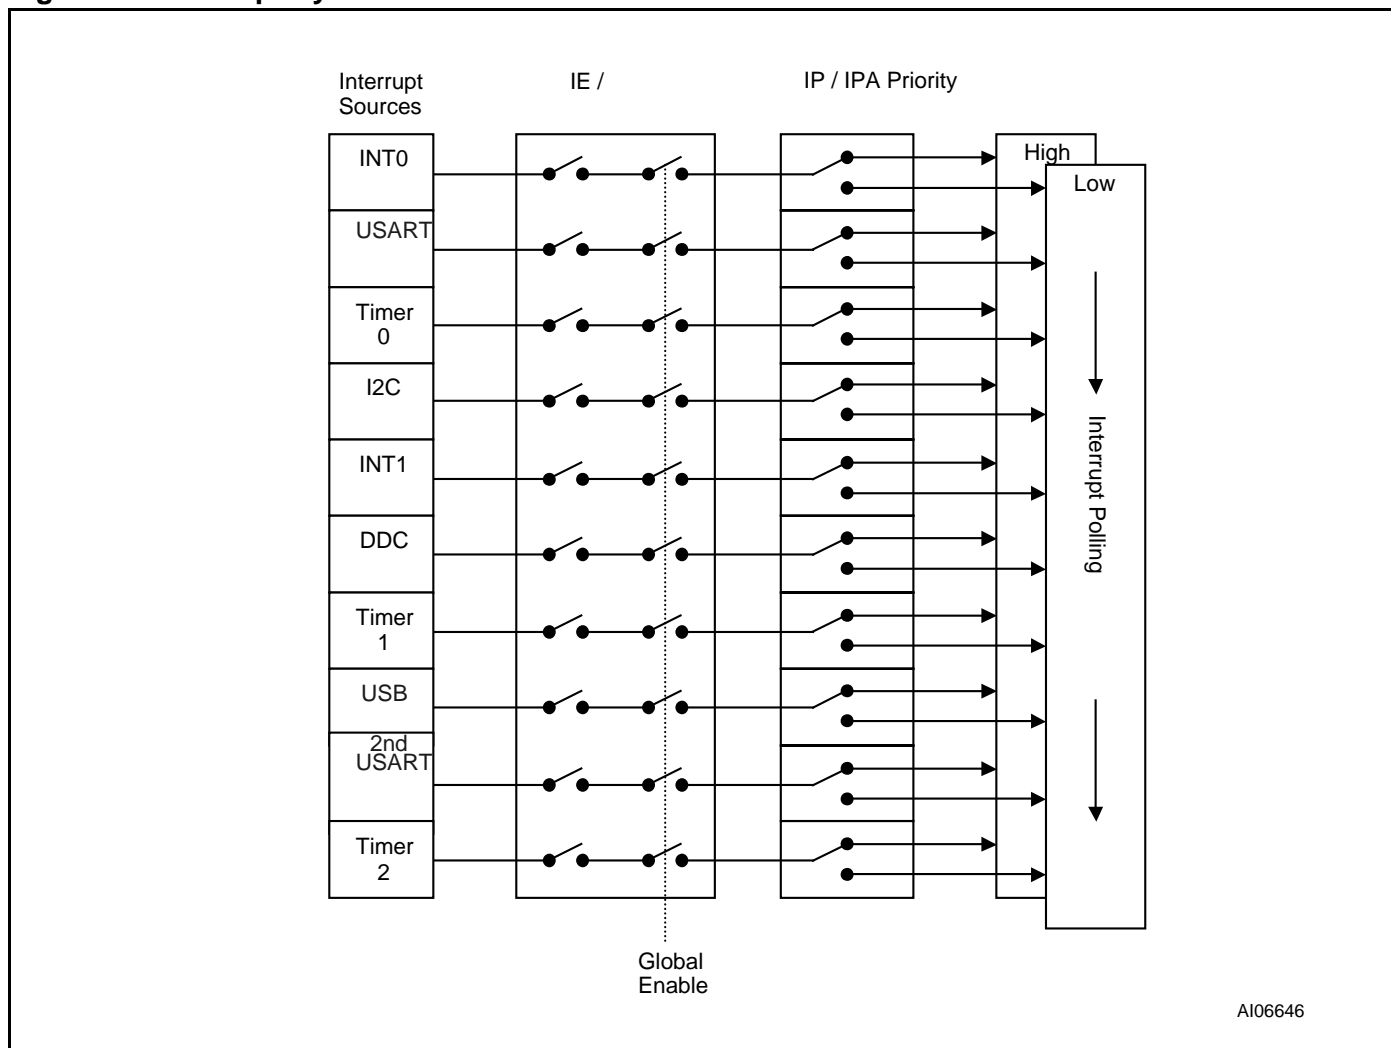 Interrupt
Sources
IE /
IP / IPA Priority
INT0
High
Low
USART
Timer
0
I2C
INT1
Interrupt Polling
DDC
Timer
1
USB
2nd
USART
Timer
2
Global
Enable
AI06646